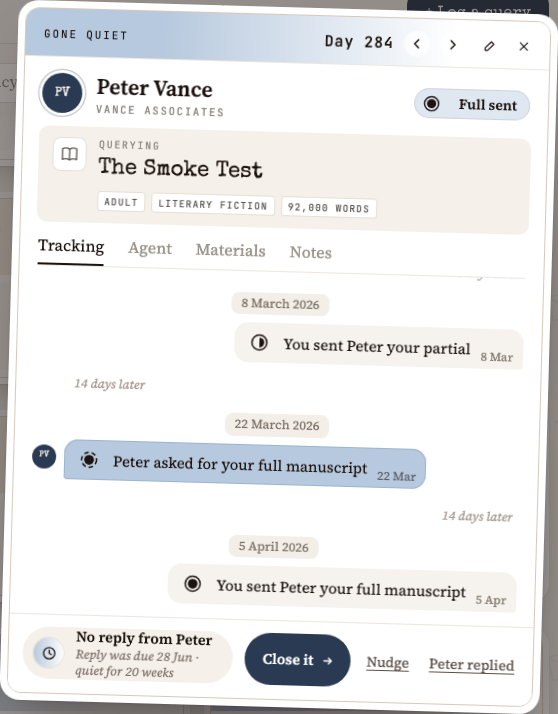 + Log a query
GONE QUIET
Day 284
PV
Peter Vance
VANCE ASSOCIATES
Full sent
QUERYING
The Smoke Test
ADULT
LITERARY FICTION
92,000 WORDS
Tracking
Agent
Materials
Notes
8 March 2026
You sent Peter your partial
8 Mar
14 days later
22 March 2026
PV
Peter asked for your full manuscript
22 Mar
14 days later
5 April 2026
You sent Peter your full manuscript
5 Apr
No reply from Peter
Reply was due 28 Jun ·
quiet for 20 weeks
Close it →
Nudge
Peter replied